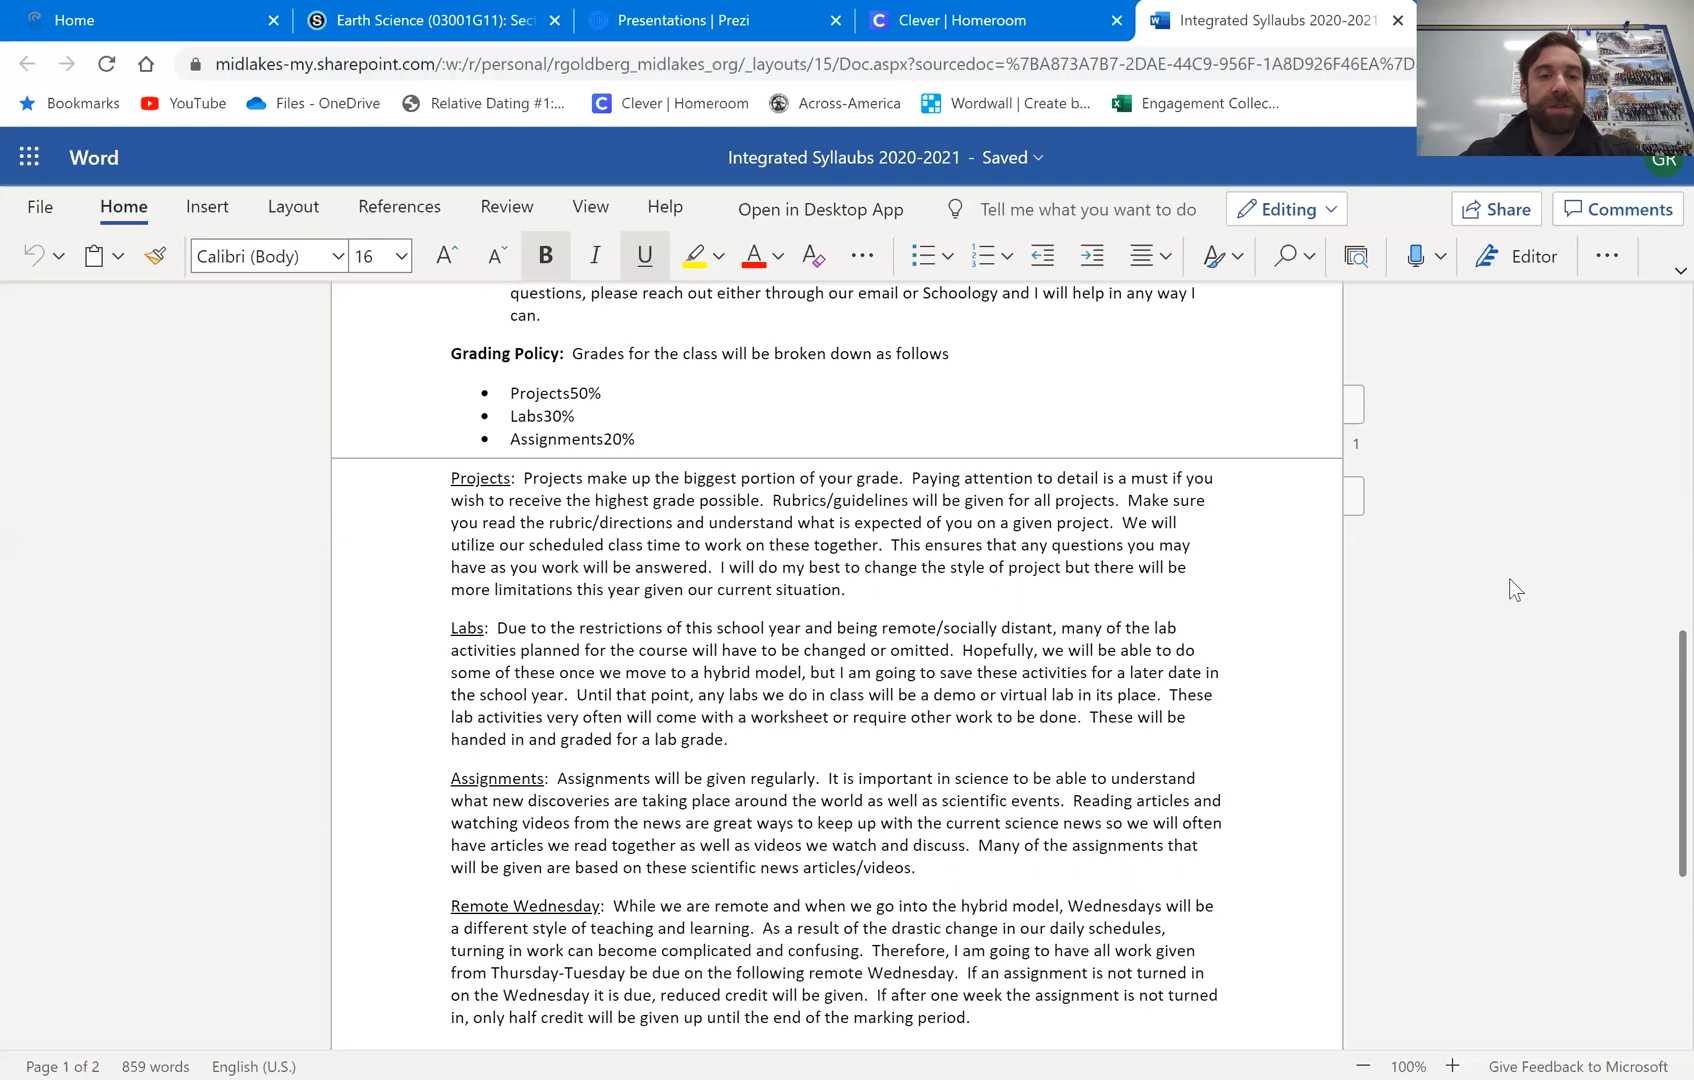 Home
Earth Science (03001G11): Sec
Presentations | Prezi
Clever | Homeroom
Integrated Syllaubs 2020-2021
midlakes-my.sharepoint.com/:w:/r/personal/rgoldberg_midlakes_org/_layouts/15/Doc.aspx?sourcedoc=%7BA873A7B7-2DAE-44C9-956F-1A8D926F46EA%7D
Bookmarks
YouTube
Files - OneDrive
Relative Dating #1:...
Clever | Homeroom
Across-America
Wordwall | Create b...
Engagement Collec...
Word
Integrated Syllaubs 2020-2021 - Saved
GR
File
Home
Insert
Layout
References
Review
View
Help
Open in Desktop App
Tell me what you want to do
Editing
Share
Comments
Calibri (Body)
16
Editor
questions, please reach out either through our email or Schoology and I will help in any way I
can.
Grading Policy: Grades for the class will be broken down as follows
• Projects50%
• Labs30%
• Assignments20%
1
Projects: Projects make up the biggest portion of your grade. Paying attention to detail is a must if you
wish to receive the highest grade possible. Rubrics/guidelines will be given for all projects. Make sure
you read the rubric/directions and understand what is expected of you on a given project. We will
utilize our scheduled class time to work on these together. This ensures that any questions you may
have as you work will be answered. I will do my best to change the style of project but there will be
more limitations this year given our current situation.
Labs: Due to the restrictions of this school year and being remote/socially distant, many of the lab
activities planned for the course will have to be changed or omitted. Hopefully, we will be able to do
some of these once we move to a hybrid model, but I am going to save these activities for a later date in
the school year. Until that point, any labs we do in class will be a demo or virtual lab in its place. These
lab activities very often will come with a worksheet or require other work to be done. These will be
handed in and graded for a lab grade.
Assignments: Assignments will be given regularly. It is important in science to be able to understand
what new discoveries are taking place around the world as well as scientific events. Reading articles and
watching videos from the news are great ways to keep up with the current science news so we will often
have articles we read together as well as videos we watch and discuss. Many of the assignments that
will be given are based on these scientific news articles/videos.
Remote Wednesday: While we are remote and when we go into the hybrid model, Wednesdays will be
a different style of teaching and learning. As a result of the drastic change in our daily schedules,
turning in work can become complicated and confusing. Therefore, I am going to have all work given
from Thursday-Tuesday be due on the following remote Wednesday. If an assignment is not turned in
on the Wednesday it is due, reduced credit will be given. If after one week the assignment is not turned
in, only half credit will be given up until the end of the marking period.
Page 1 of 2
859 words
English (U.S.)
100%
Give Feedback to Microsoft